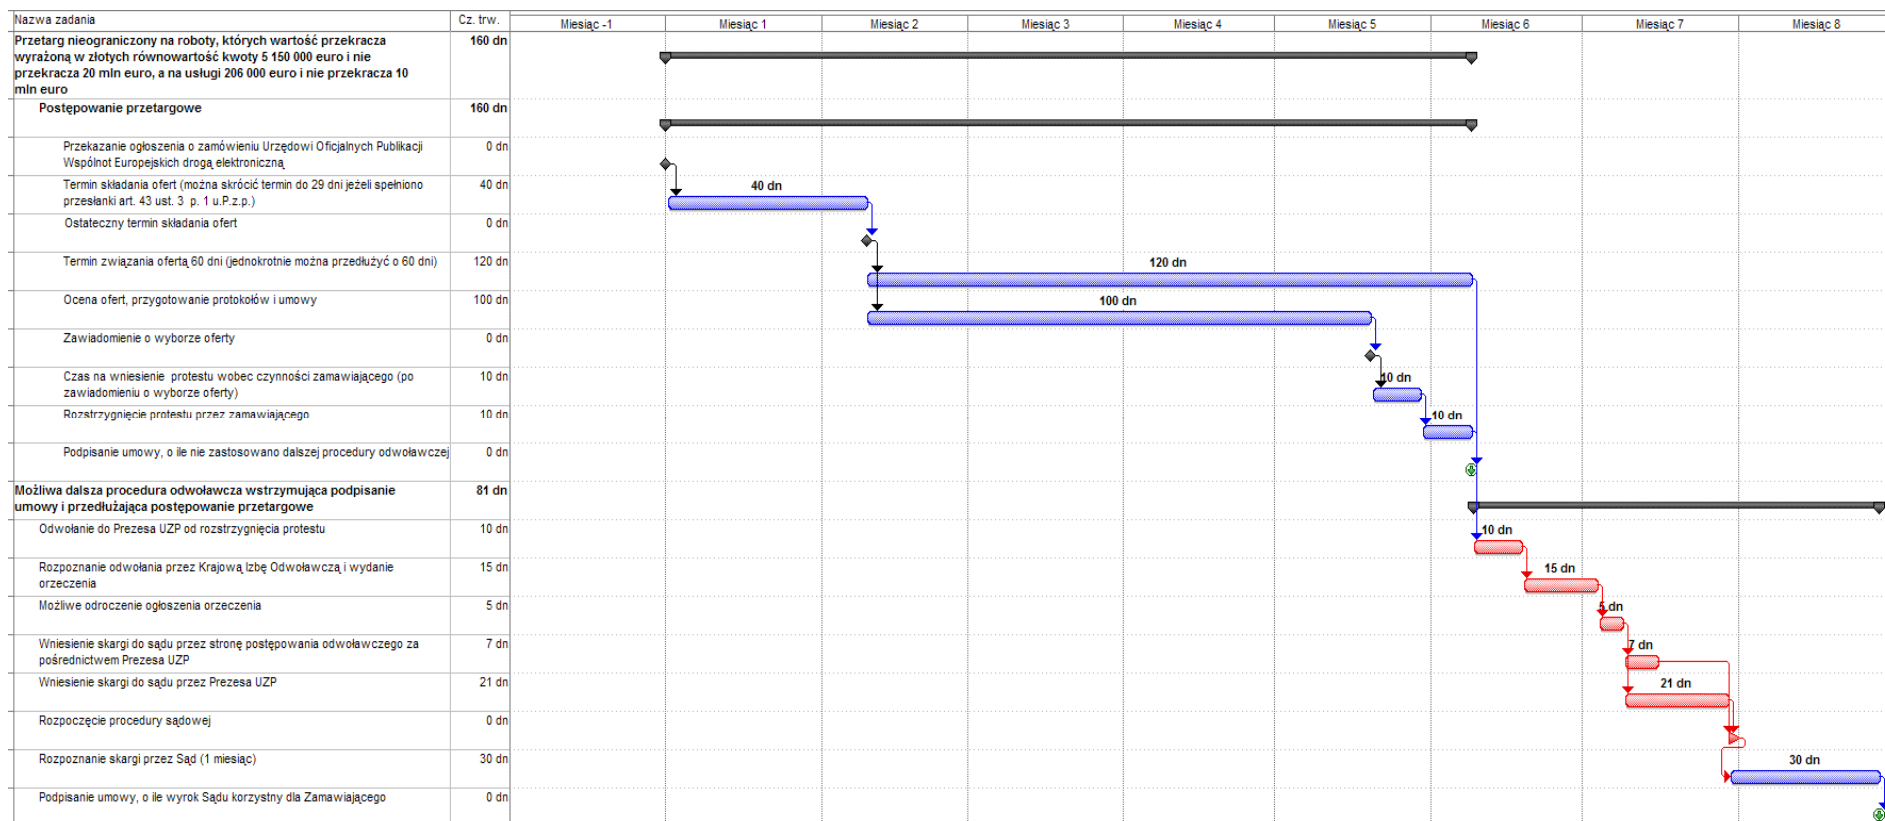 Nazwa zadania Cz. trw. Miesiąc -1 Miesiąc 1 Miesiąc 2 Miesiąc 3 Miesiąc 4 Miesiąc 5 Miesiąc 6 Miesiąc 7 Miesiąc 8
Przetarg nieograniczony na roboty, których wartość przekracza 160 dn
wyrażoną w złotych równowartość kwoty 5 150 000 euro i nie
przekracza 20 mln euro, a na usługi 206 000 euro i nie przekracza 10
mln euro
Postępowanie przetargowe 160 dn
Przekazanie ogłoszenia o zamówieniu Urzędowi Oficjalnych Publikacji 0 dn
Wspólnot Europejskich drogą elektroniczną
Termin składania ofert (można skrócić termin do 29 dni jeżeli spełniono 40 dn 40 dn
przesłanki art. 43 ust. 3 p. 1 u.P.z.p.)
Ostateczny termin składania ofert 0 dn
Termin związania ofertą 60 dni (jednokrotnie można przedłużyć o 60 dni) 120 dn 120 dn
Ocena ofert, przygotowanie protokołów i umowy 100 dn 100 dn
Zawiadomienie o wyborze oferty 0 dn
Czas na wniesienie protestu wobec czynności zamawiającego (po 10 dn 10 dn
zawiadomieniu o wyborze oferty)
Rozstrzygnięcie protestu przez zamawiającego 10 dn 10 dn
Podpisanie umowy, o ile nie zastosowano dalszej procedury odwoławczej 0 dn
Możliwa dalsza procedura odwoławcza wstrzymująca podpisanie 81 dn
umowy i przedłużająca postępowanie przetargowe
Odwołanie do Prezesa UZP od rozstrzygnięcia protestu 10 dn 10 dn
Rozpoznanie odwołania przez Krajową Izbę Odwoławczą i wydanie 15 dn 15 dn
orzeczenia
Możliwe odroczenie ogłoszenia orzeczenia 5 dn 5 dn
Wniesienie skargi do sądu przez stronę postępowania odwoławczego za 7 dn 7 dn
pośrednictwem Prezesa UZP
Wniesienie skargi do sądu przez Prezesa UZP 21 dn 21 dn
Rozpoczęcie procedury sądowej 0 dn
Rozpoznanie skargi przez Sąd (1 miesiąc) 30 dn 30 dn
Podpisanie umowy, o ile wyrok Sądu korzystny dla Zamawiającego 0 dn